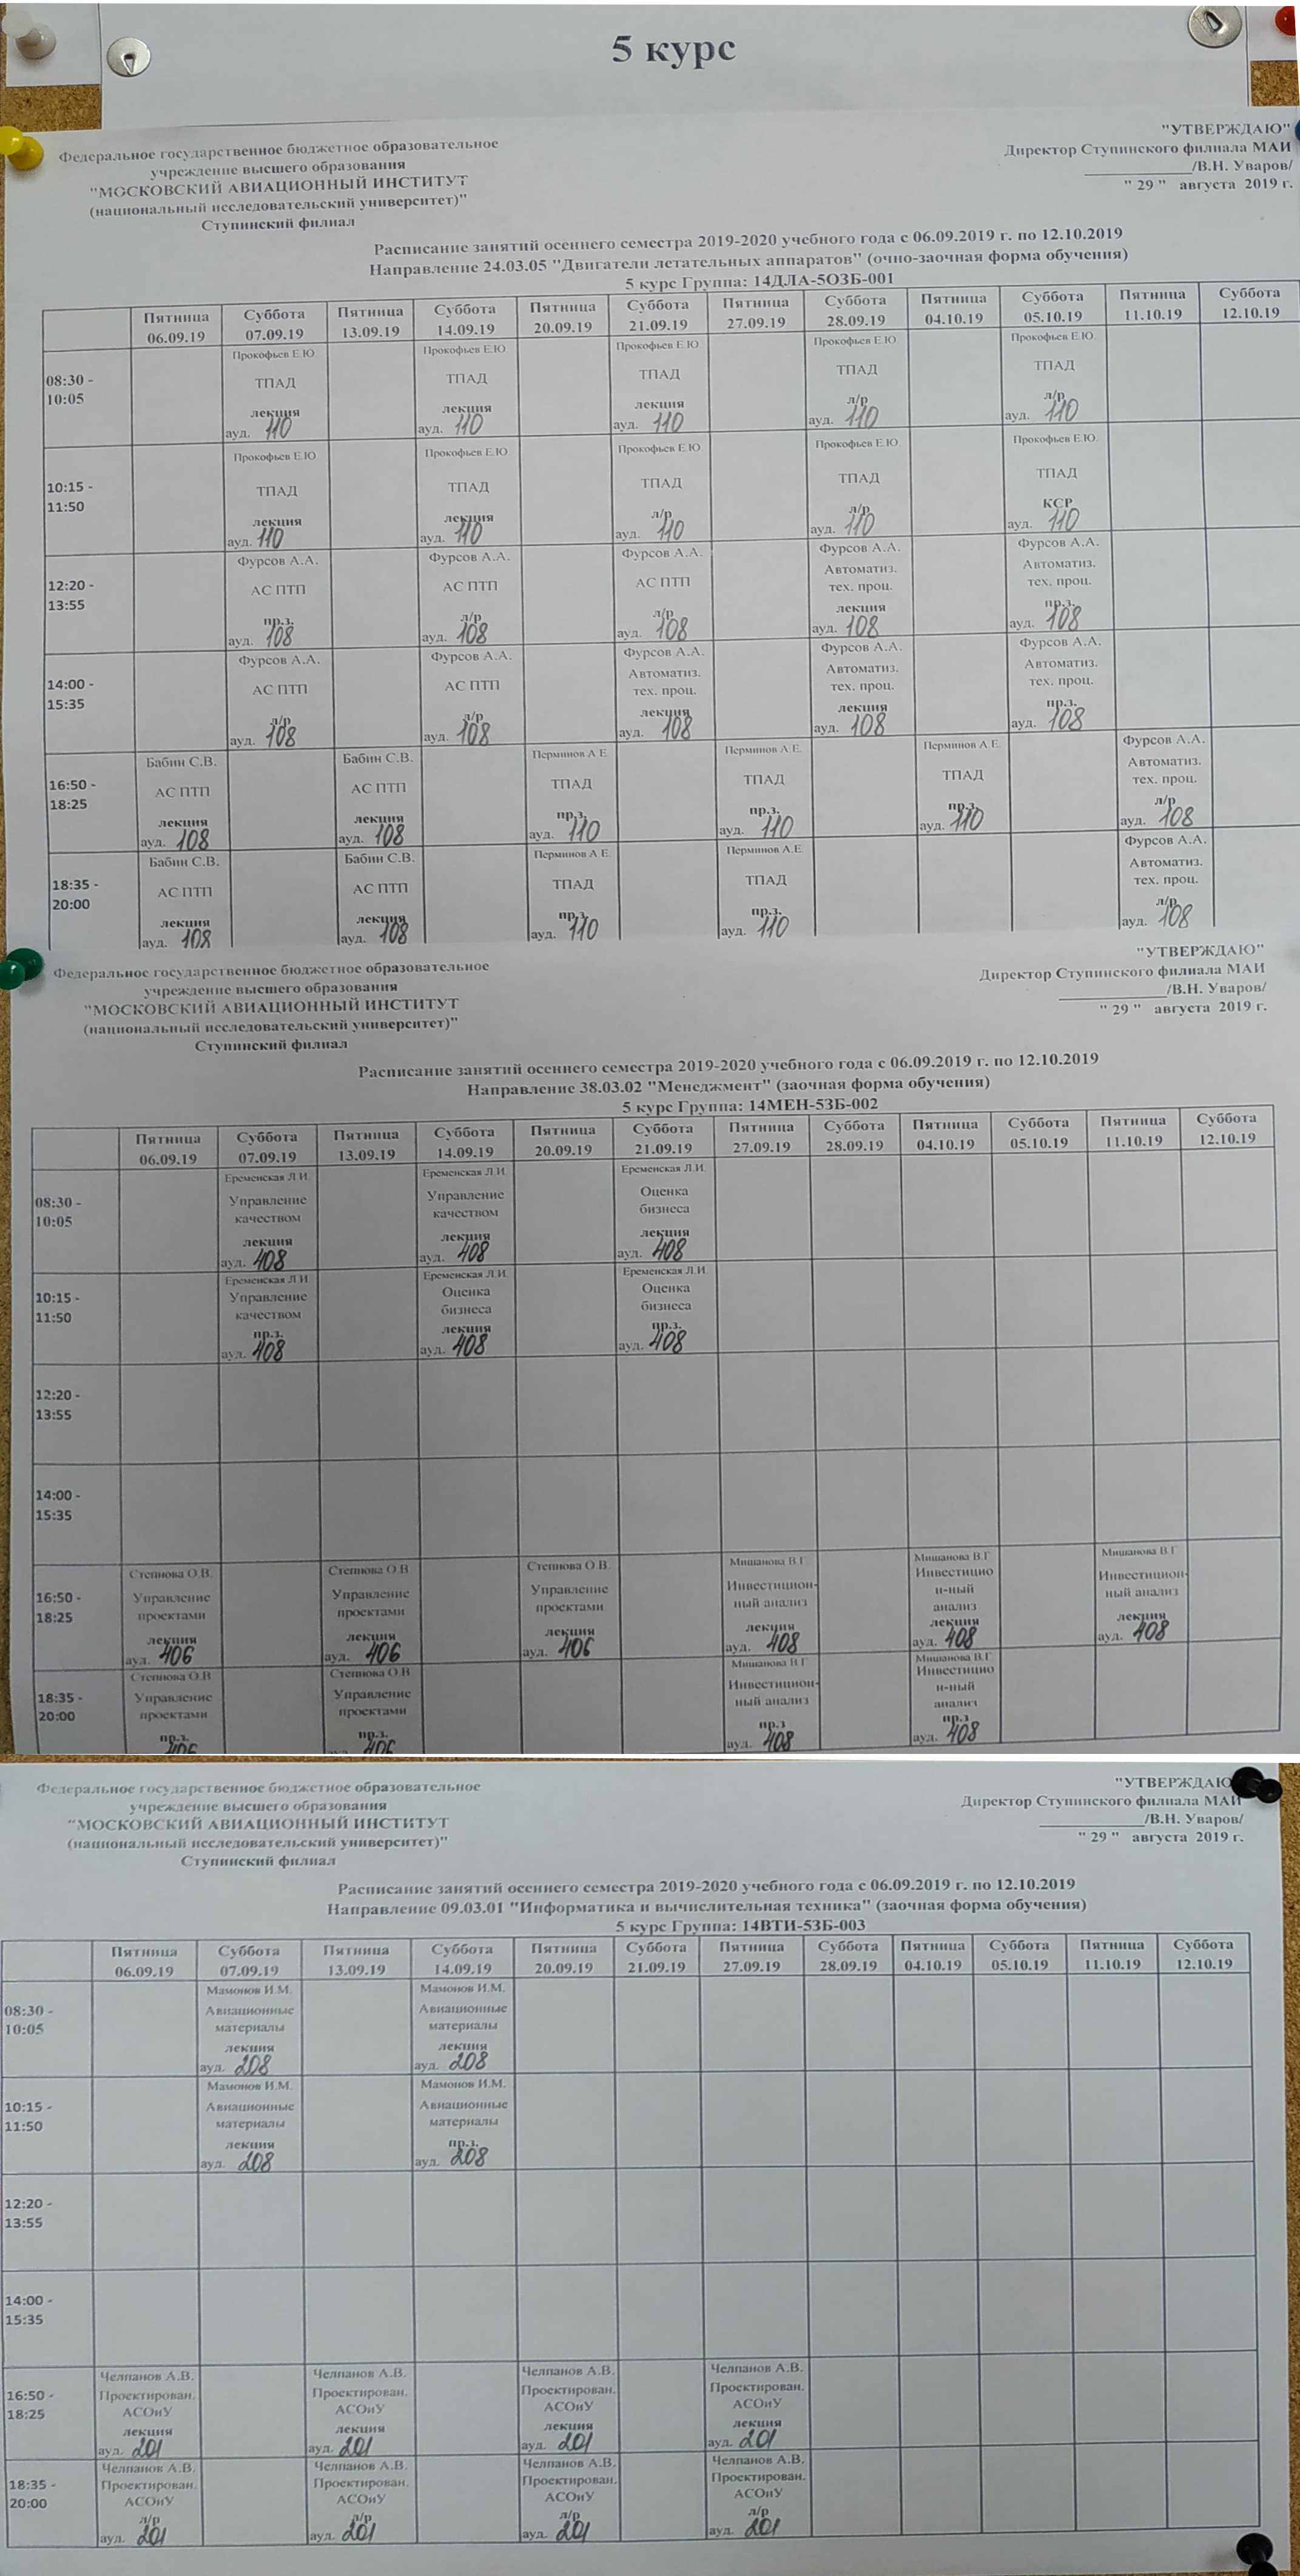 5 курс
"УТВЕРЖДАЮ"
Директор Ступинского филиала МАИ
/В.Н. Уваров/
" 29 " августа 2019 г.
Федеральное государственное бюджетное образовательное
учреждение высшего образования
"МОСКОВСКИЙ АВИАЦИОННЫЙ ИНСТИТУТ
(национальный исследовательский университет)"
Ступинский филиал
Расписание занятий осеннего семестра 2019-2020 учебного года с 06.09.2019 г. по 12.10.2019
Направление 24.03.05 "Двигатели летательных аппаратов" (очно-заочная форма обучения)
5 курс Группа: 14ДЛА-5ОЗБ-001
Пятница Суббота Пятница Суббота Пятница Суббота Пятница Суббота Пятница Суббота Пятница Суббота
06.09.19 07.09.19 13.09.19 14.09.19 20.09.19 21.09.19 27.09.19 28.09.19 04.10.19 05.10.19 11.10.19 12.10.19
08:30 -
10:05
Прокофьев Е.Ю. Прокофьев Е.Ю. Прокофьев Е.Ю Прокофьев Е.Ю Прокофьев Е.Ю.
ТПАД ТПАД ТПАД ТПАД ТПАД
лекция лекция лекция л/р л/р
ауд. 110 ауд. 110 ауд. 110 ауд. 110 ауд. 110
10:15 -
11:50
Прокофьев Е.Ю. Прокофьев Е.Ю. Прокофьев Е.Ю. Прокофьев Е.Ю. Прокофьев Е.Ю.
ТПАД ТПАД ТПАД ТПАД ТПАД
лекция лекция л/р л/р КСР
ауд. 110 ауд. 110 ауд. 110 ауд. 110 ауд. 110
12:20 -
13:55
Фурсов А.А. Фурсов А.А. Фурсов А.А. Фурсов А.А. Фурсов А.А.
АС ПТП АС ПТП АС ПТП Автоматиз. Автоматиз.
тех. проц. тех. проц.
пр.з. л/р л/р лекция пр.з.
ауд. 108 ауд. 108 ауд. 108 ауд. 108 ауд. 108
14:00 -
15:35
Фурсов А.А. Фурсов А.А. Фурсов А.А. Фурсов А.А. Фурсов А.А.
АС ПТП АС ПТП Автоматиз. Автоматиз. Автоматиз.
тех. проц. тех. проц. тех. проц.
л/р л/р лекция лекция пр.з.
ауд. 108 ауд. 108 ауд. 108 ауд. 108 ауд. 108
16:50 -
18:25
Бабин С.В. Бабин С.В. Перминов А.Е. Перминов А.Е. Перминов А.Е. Фурсов А.А.
АС ПТП АС ПТП ТПАД ТПАД ТПАД Автоматиз.
тех. проц.
лекция лекция пр.з. пр.з. пр.з. л/р
ауд. 108 ауд. 108 ауд. 110 ауд. 110 ауд. 110 ауд. 108
18:35 -
20:00
Бабин С.В. Бабин С.В. Перминов А.Е. Перминов А.Е. Фурсов А.А.
АС ПТП АС ПТП ТПАД ТПАД Автоматиз.
тех. проц.
лекция лекция пр.з. пр.з. л/р
ауд. 108 ауд. 108 ауд. 110 ауд. 110 ауд. 108
"УТВЕРЖДАЮ"
Директор Ступинского филиала МАИ
/В.Н. Уваров/
" 29 " августа 2019 г.
Федеральное государственное бюджетное образовательное
учреждение высшего образования
"МОСКОВСКИЙ АВИАЦИОННЫЙ ИНСТИТУТ
(национальный исследовательский университет)"
Ступинский филиал
Расписание занятий осеннего семестра 2019-2020 учебного года с 06.09.2019 г. по 12.10.2019
Направление 38.03.02 "Менеджмент" (заочная форма обучения)
5 курс Группа: 14МЕН-5ЗБ-002
Пятница Суббота Пятница Суббота Пятница Суббота Пятница Суббота Пятница Суббота Пятница Суббота
06.09.19 07.09.19 13.09.19 14.09.19 20.09.19 21.09.19 27.09.19 28.09.19 04.10.19 05.10.19 11.10.19 12.10.19
08:30 -
10:05
Еременская Л.И. Еременская Л.И. Еременская Л.И.
Управление Управление Оценка
качеством качеством бизнеса
лекция лекция лекция
ауд. 408 ауд. 408 ауд. 408
10:15 -
11:50
Еременская Л.И. Еременская Л.И. Еременская Л.И.
Управление Оценка Оценка
качеством бизнеса бизнеса
пр.з. лекция пр.з.
ауд. 408 ауд. 408 ауд. 408
12:20 -
13:55
14:00 -
15:35
16:50 -
18:25
Степнова О.В. Степнова О.В Степнова О.В. Мишанова В.Г Мишанова В.Г Мишанова В.Г
Управление Управление Управление Инвестицион- Инвестицио Инвестицион-
проектами проектами проектами ный анализ н-ный ный анализ
анализ
лекция лекция лекция лекция лекция лекция
ауд. 406 ауд. 406 ауд. 406 ауд. 408 ауд. 408 ауд. 408
18:35 -
20:00
Степнова О.В Степнова О.В Мишанова В.Г Мишанова В.Г
Управление Управление Инвестицион- Инвестицио
проектами проектами ный анализ н-ный
анализ
пр.з. пр.з. пр.з пр.з
406 406 ауд. 408 ауд. 408
"УТВЕРЖДАЮ
Директор Ступинского филиала МАИ
/В.Н. Уваров/
" 29 " августа 2019 г.
Федеральное государственное бюджетное образовательное
учреждение высшего образования
"МОСКОВСКИЙ АВИАЦИОННЫЙ ИНСТИТУТ
(национальный исследовательский университет)"
Ступинский филиал
Расписание занятий осеннего семестра 2019-2020 учебного года с 06.09.2019 г. по 12.10.2019
Направление 09.03.01 "Информатика и вычислительная техника" (заочная форма обучения)
5 курс Группа: 14ВТИ-5ЗБ-003
Пятница Суббота Пятница Суббота Пятница Суббота Пятница Суббота Пятница Суббота Пятница Суббота
06.09.19 07.09.19 13.09.19 14.09.19 20.09.19 21.09.19 27.09.19 28.09.19 04.10.19 05.10.19 11.10.19 12.10.19
08:30 -
10:05
Мамонов И.М. Мамонов И.М.
Авиационные Авиационные
материалы материалы
лекция лекция
ауд. 208 ауд. 208
10:15 -
11:50
Мамонов И.М. Мамонов И.М.
Авиационные Авиационные
материалы материалы
лекция пр.з.
ауд. 208 ауд. 208
12:20 -
13:55
14:00 -
15:35
16:50 -
18:25
Челпанов А.В. Челпанов А.В. Челпанов А.В. Челпанов А.В.
Проектирован. Проектирован. Проектирован. Проектирован.
АСОиУ АСОиУ АСОиУ АСОиУ
лекция лекция лекция лекция
ауд. 201 ауд. 201 ауд. 201 ауд. 201
18:35 -
20:00
Челпанов А.В. Челпанов А.В. Челпанов А.В. Челпанов А.В.
Проектирован. Проектирован. Проектирован. Проектирован.
АСОиУ АСОиУ АСОиУ АСОиУ
л/р л/р л/р л/р
ауд. 201 ауд. 201 ауд. 201 ауд. 201